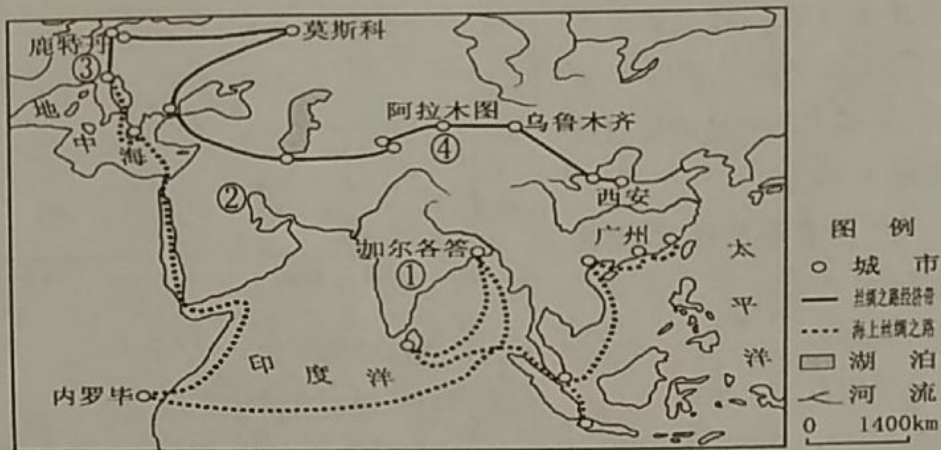 鹿特丹
莫斯科
③
地
中
海
阿拉木图
④
乌鲁木齐
西安
②
加尔各答
①
广州
太
平
洋
印度洋
内罗毕
图例
城市
丝绸之路经济带
海上丝绸之路
湖泊
河流
0 1400km